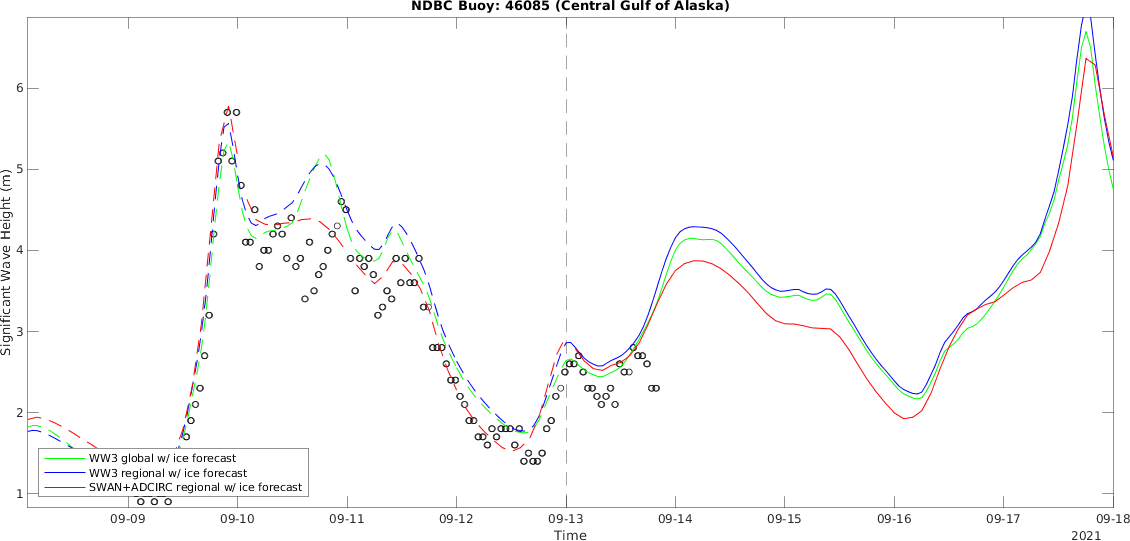 NDBC Buoy: 46085 (Central Gulf of Alaska)
Significant Wave Height (m)
6
5
4
3
2
1
WW3 global w/ ice forecast
WW3 regional w/ ice forecast
SWAN+ADCIRC regional w/ ice forecast
09-09 09-10 09-11 09-12 09-13 09-14 09-15 09-16 09-17 09-18
Time
2021